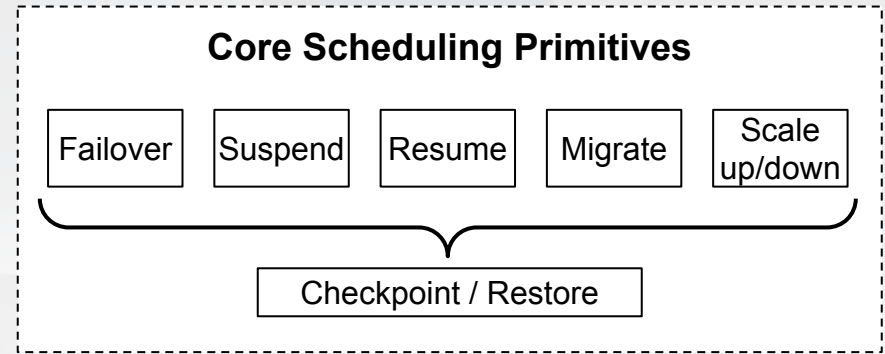 Core Scheduling Primitives
Failover Suspend Resume Migrate Scale
up/down
Checkpoint / Restore